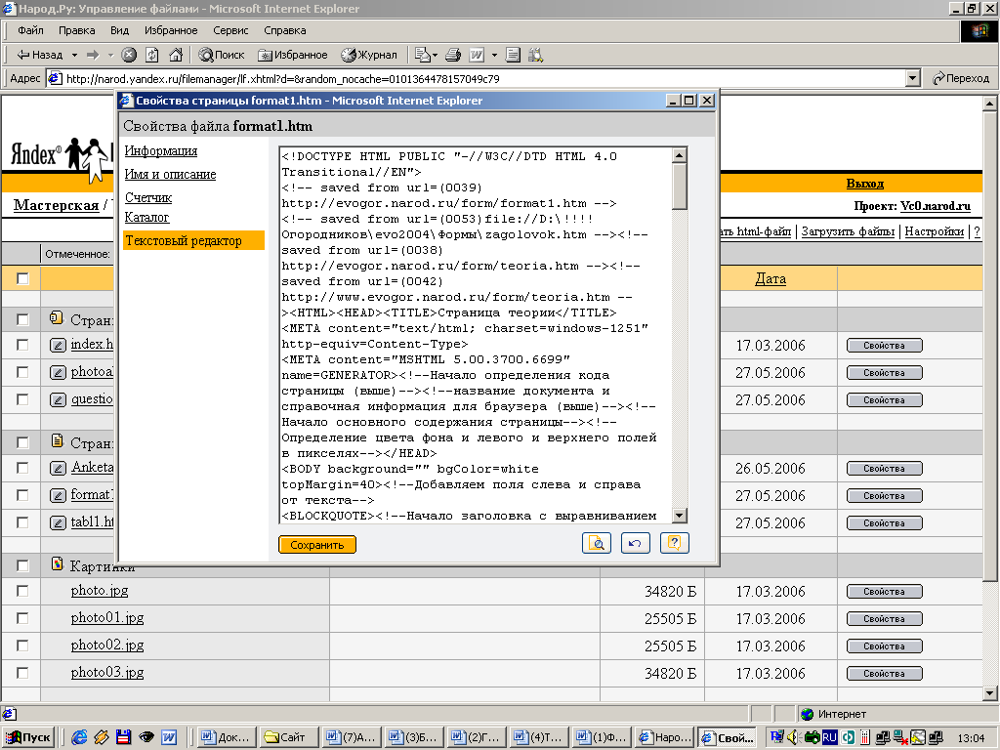 Народ.Ру: Управление файлами - Microsoft Internet Explorer
Файл Правка Вид Избранное Сервис Справка
Назад Поиск Избранное Журнал
Адрес http://narod.yandex.ru/filemanager/lf.xhtml?d=&random_nocache=0101364478157049c79 Переход
Свойства страницы format1.htm - Microsoft Internet Explorer
Свойства файла format1.htm
Яndex®
Информация
Имя и описание
Счетчик
Каталог
Текстовый редактор
<!DOCTYPE HTML PUBLIC "-//W3C//DTD HTML 4.0
Transitional//EN">
<!-- saved from url=(0039)
http://evogor.narod.ru/form/format1.htm -->
<!-- saved from url=(0053)file://D:\!!!!
Огородников\evo2004\Формы\zagolovok.htm --><!--
saved from url=(0038)
http://evogor.narod.ru/form/teoria.htm --><!--
saved from url=(0042)
http://www.evogor.narod.ru/form/teoria.htm --
><HTML><HEAD><TITLE>Страница теории</TITLE>
<META content="text/html; charset=windows-1251"
http-equiv=Content-Type>
<META content="MSHTML 5.00.3700.6699"
name=GENERATOR><!--Начало определения кода
страницы (выше)--><!--название документа и
справочная информация для браузера (выше)--><!--
Начало основного содержания страницы--><!--
Определение цвета фона и левого и верхнего полей
в пикселях--></HEAD>
<BODY background="" bgColor=white
topMargin=40><!--Добавляем поля слева и справа
от текста-->
<BLOCKQUOTE><!--Начало заголовка с выравниванием
Сохранить
Выход
Мастерская /
Проект: Vc0.narod.ru
ть html-файл | Загрузить файлы | Настройки | ?
Отмеченное:
Дата
Стран
index.h 17.03.2006 Свойства
photoal 27.05.2006 Свойства
questio 27.05.2006 Свойства
Стран
Anketa 26.05.2006 Свойства
format1 27.05.2006 Свойства
tabl1.ht 27.05.2006 Свойства
Картинки
photo.jpg 34820 Б 17.03.2006 Свойства
photo01.jpg 25505 Б 17.03.2006 Свойства
photo02.jpg 25505 Б 17.03.2006 Свойства
photo03.jpg 34820 Б 17.03.2006 Свойства
Интернет
Пуск Док... Сайт (7)А... (3)Б... (2)Г... (4)Т... (1)Ф... Наро... Свой... RU 13:04